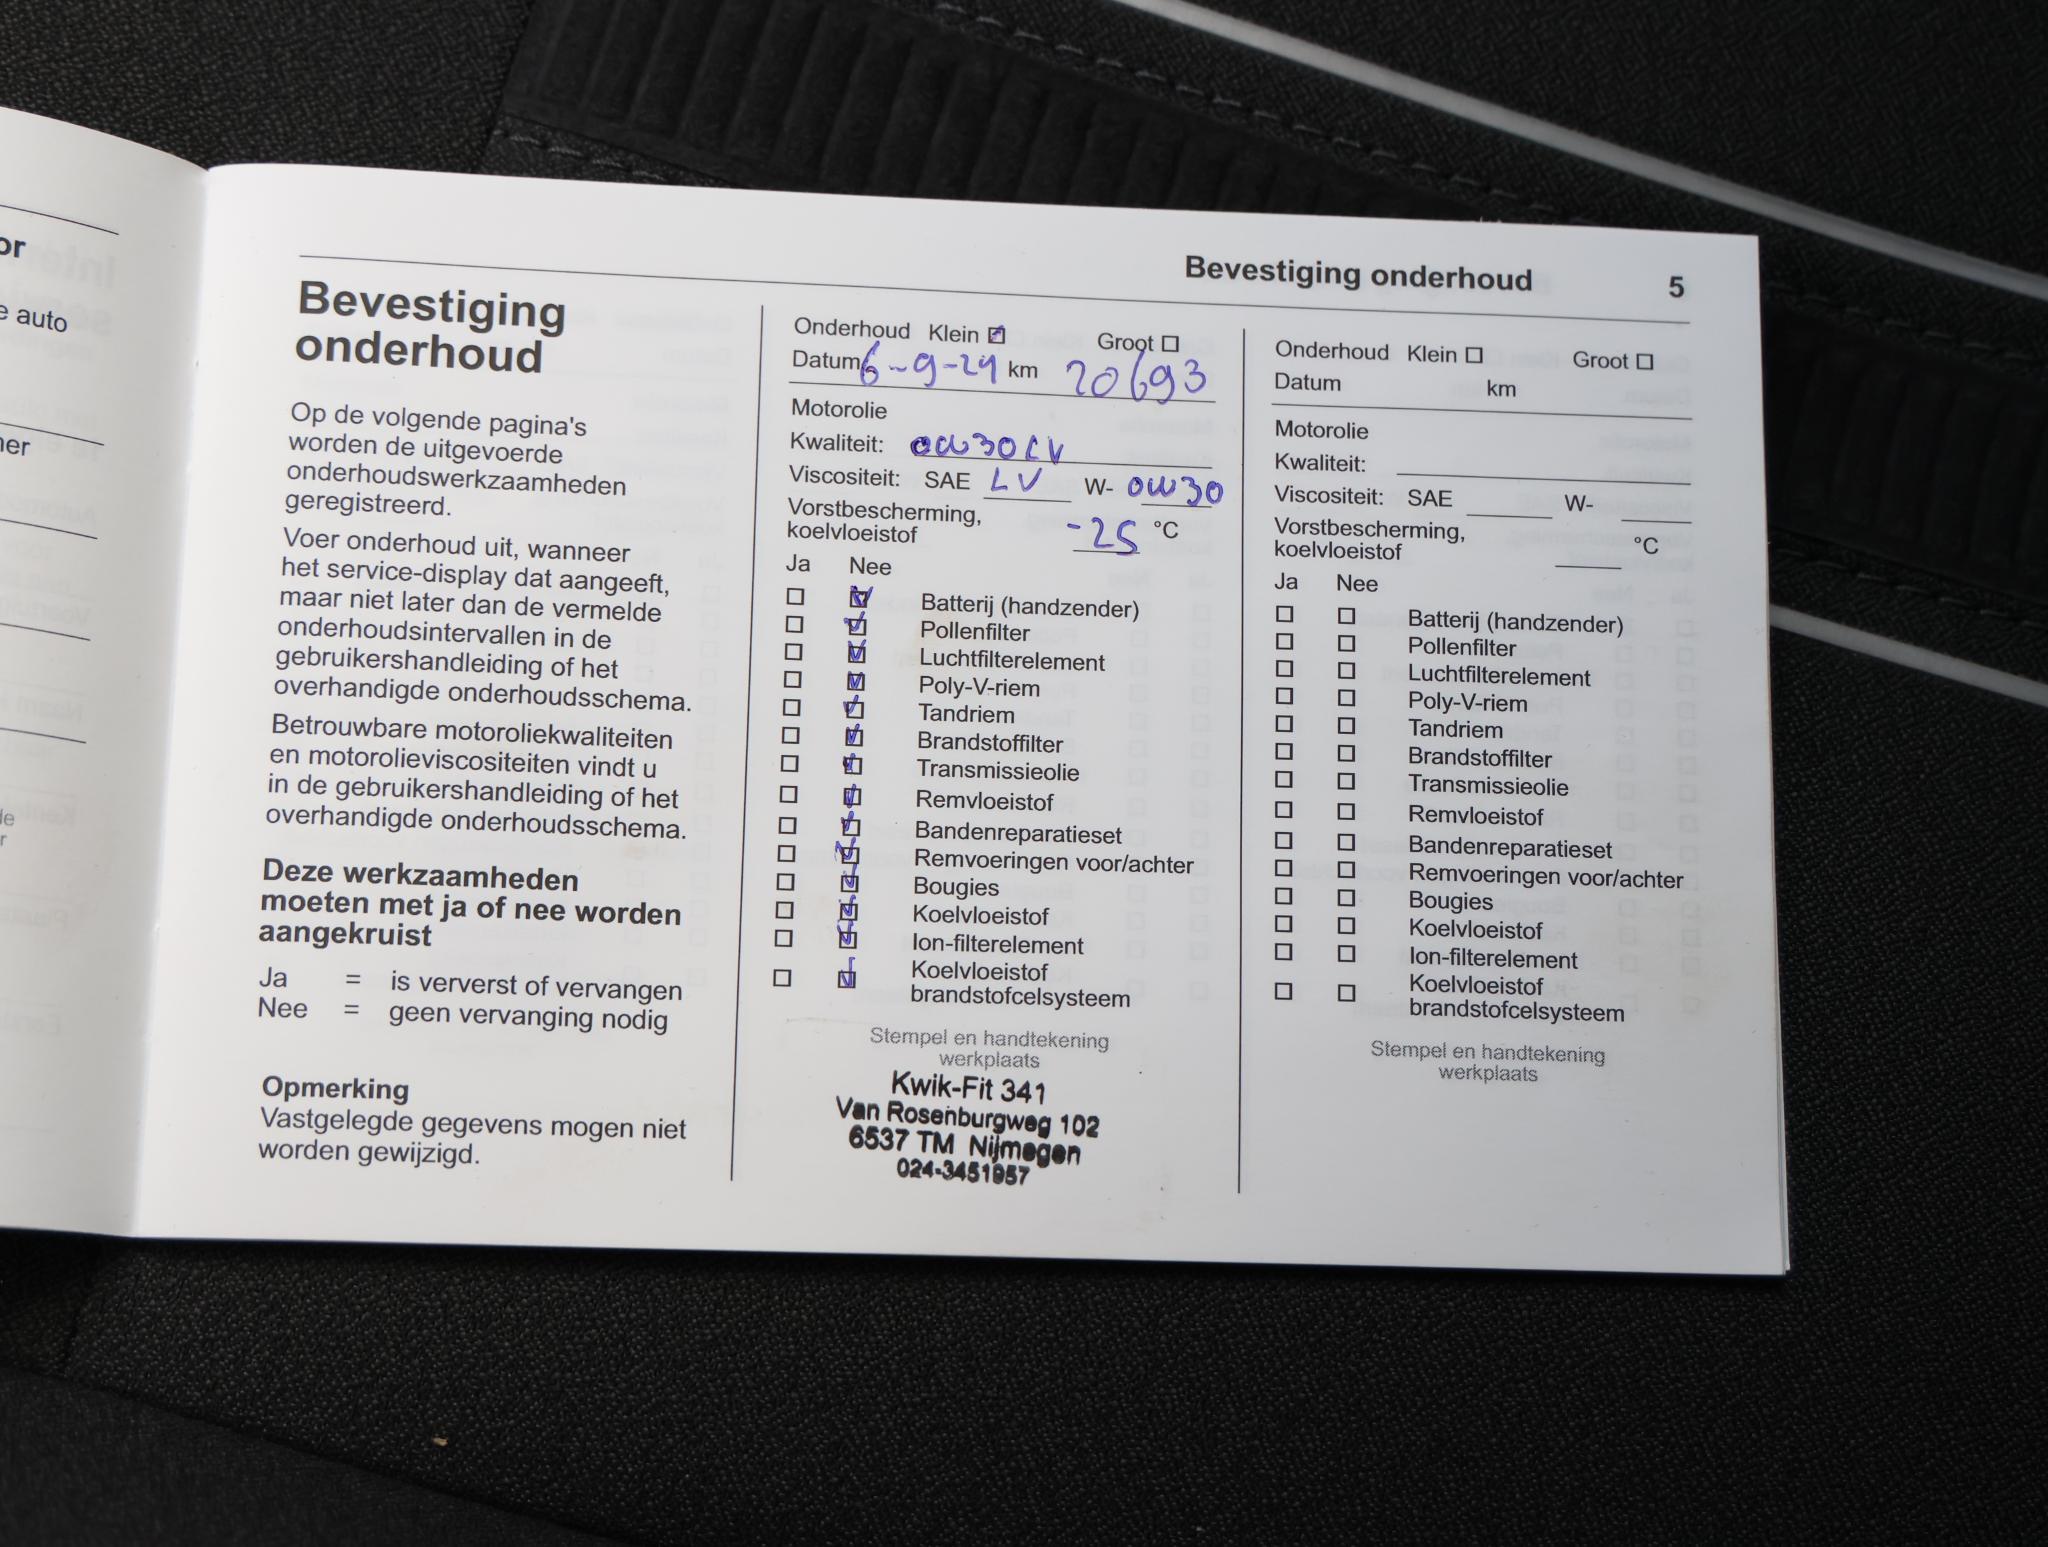 or
e auto
ner
de
r
Bevestiging onderhoud 5
Bevestiging
onderhoud
Op de volgende pagina's
worden de uitgevoerde
onderhoudswerkzaamheden
geregistreerd.
Voer onderhoud uit, wanneer
het service-display dat aangeeft,
maar niet later dan de vermelde
onderhoudsintervallen in de
gebruikershandleiding of het
overhandigde onderhoudsschema.
Betrouwbare motoroliekwaliteiten
en motorolieviscositeiten vindt u
in de gebruikershandleiding of het
overhandigde onderhoudsschema.
Deze werkzaamheden
moeten met ja of nee worden
aangekruist
Ja = is ververst of vervangen
Nee = geen vervanging nodig
Opmerking
Vastgelegde gegevens mogen niet
worden gewijzigd.
Onderhoud Klein Groot
Datum 6-9-24 km 20693
Motorolie
Kwaliteit: 0w30LV
Viscositeit: SAE LV W- 0w30
Vorstbescherming,
koelvloeistof -25 °C
Ja Nee
Batterij (handzender)
Pollenfilter
Luchtfilterelement
Poly-V-riem
Tandriem
Brandstoffilter
Transmissieolie
Remvloeistof
Bandenreparatieset
Remvoeringen voor/achter
Bougies
Koelvloeistof
Ion-filterelement
Koelvloeistof
brandstofcelsysteem
Stempel en handtekening
werkplaats
Kwik-Fit 341
Van Rosenburgweg 102
6537 TM Nijmegen
024-3451957
Onderhoud Klein Groot
Datum km
Motorolie
Kwaliteit:
Viscositeit: SAE W-
Vorstbescherming,
koelvloeistof °C
Ja Nee
Batterij (handzender)
Pollenfilter
Luchtfilterelement
Poly-V-riem
Tandriem
Brandstoffilter
Transmissieolie
Remvloeistof
Bandenreparatieset
Remvoeringen voor/achter
Bougies
Koelvloeistof
Ion-filterelement
Koelvloeistof
brandstofcelsysteem
Stempel en handtekening
werkplaats